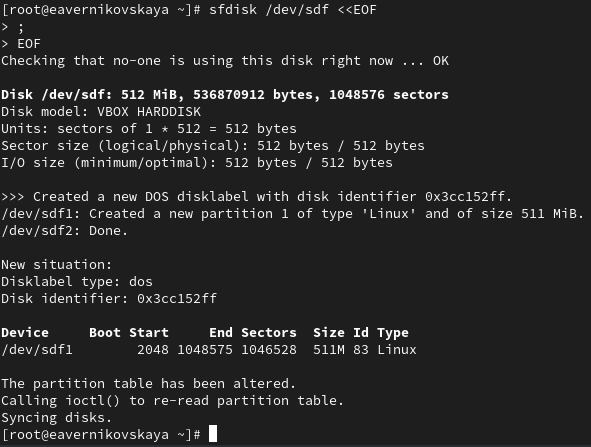 [root@eavernikovskaya ~]# sfdisk /dev/sdf <<EOF
> ;
> EOF
Checking that no-one is using this disk right now ... OK
Disk /dev/sdf: 512 MiB, 536870912 bytes, 1048576 sectors
Disk model: VBOX HARDDISK
Units: sectors of 1 * 512 = 512 bytes
Sector size (logical/physical): 512 bytes / 512 bytes
I/O size (minimum/optimal): 512 bytes / 512 bytes
>>> Created a new DOS disklabel with disk identifier 0x3cc152ff.
/dev/sdf1: Created a new partition 1 of type 'Linux' and of size 511 MiB.
/dev/sdf2: Done.
New situation:
Disklabel type: dos
Disk identifier: 0x3cc152ff
Device     Boot Start     End Sectors  Size Id Type
/dev/sdf1        2048 1048575 1046528  511M 83 Linux
The partition table has been altered.
Calling ioctl() to re-read partition table.
Syncing disks.
[root@eavernikovskaya ~]#